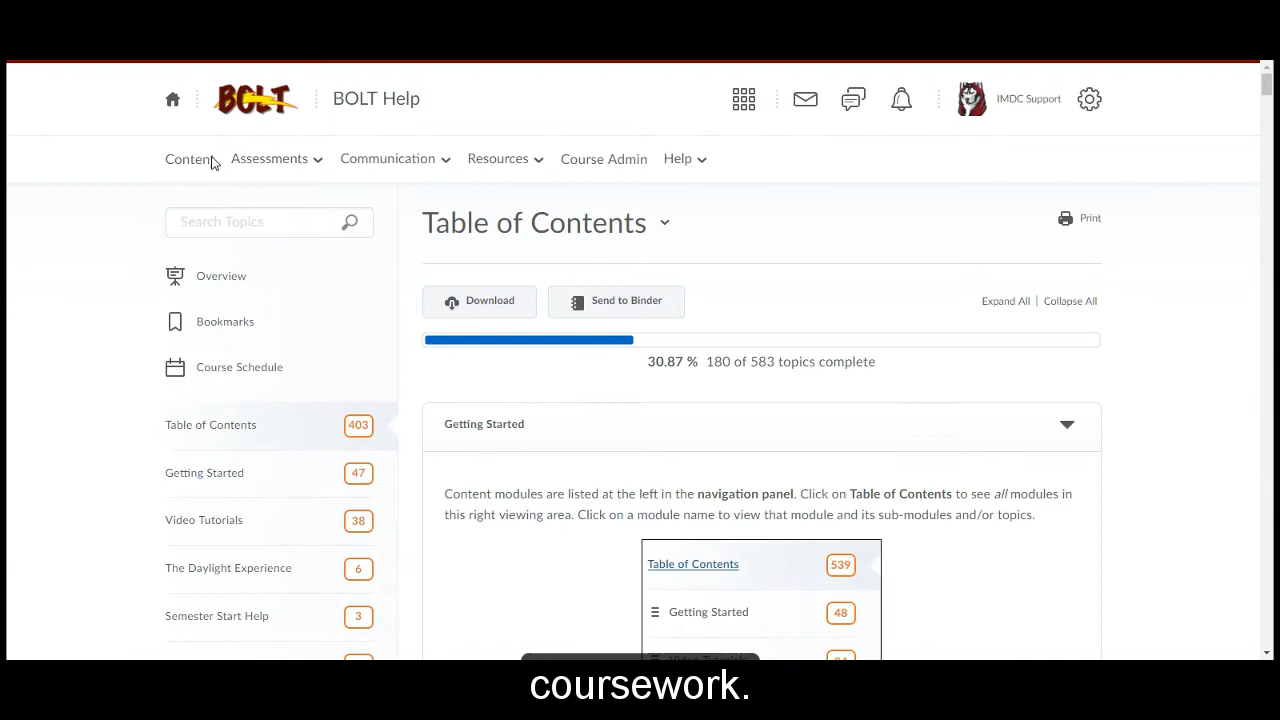 BOLT
BOLT Help
IMDC Support
Content
Assessments
Communication
Resources
Course Admin
Help
Search Topics
Overview
Bookmarks
Course Schedule
Table of Contents 403
Getting Started 47
Video Tutorials 38
The Daylight Experience 6
Semester Start Help 3
Table of Contents
Print
Download
Send to Binder
Expand All | Collapse All
30.87 % 180 of 583 topics complete
Getting Started
Content modules are listed at the left in the navigation panel. Click on Table of Contents to see all modules in
this right viewing area. Click on a module name to view that module and its sub-modules and/or topics.
Table of Contents 539
Getting Started 48
coursework.